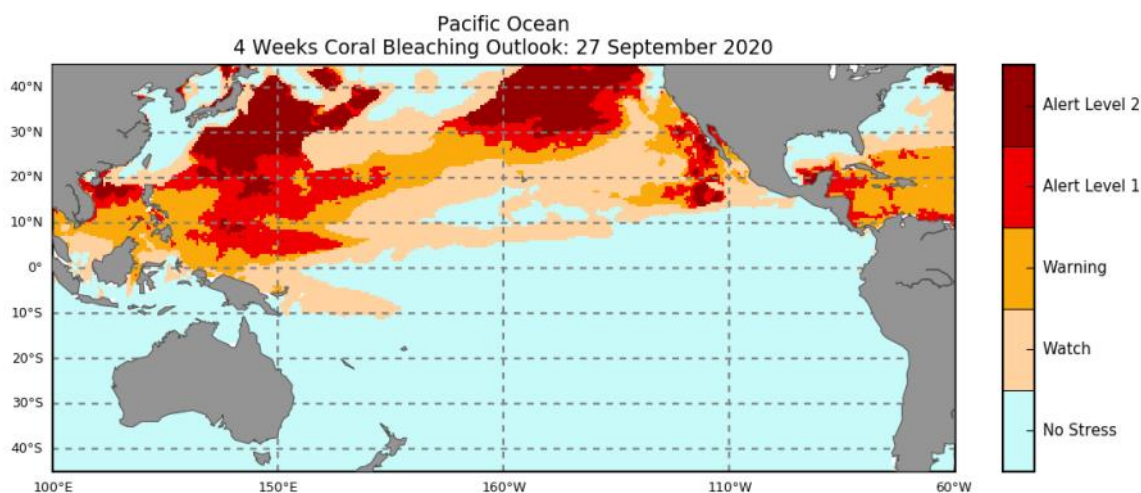 Pacific Ocean
4 Weeks Coral Bleaching Outlook: 27 September 2020
40°N
30°N
20°N
10°N
0°
10°S
20°S
30°S
40°S
100°E
150°E
160°W
110°W
60°W
Alert Level 2
Alert Level 1
Warning
Watch
No Stress